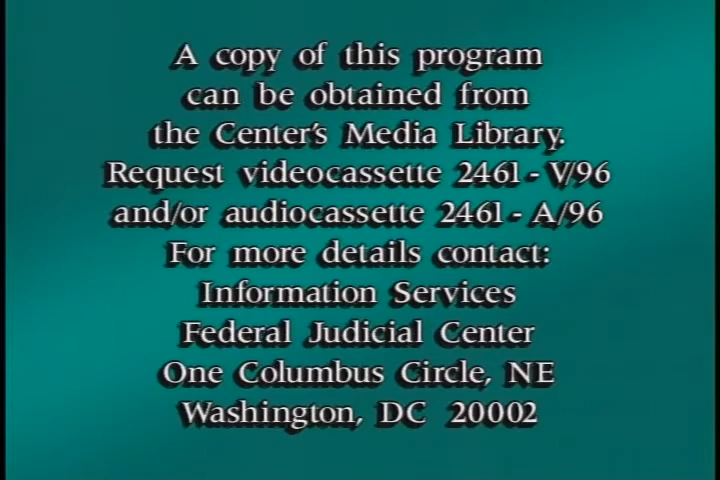 A copy of this program
can be obtained from
the Center's Media Library.
Request videocassette 2461 - V/96
and/or audiocassette 2461 - A/96
For more details contact:
Information Services
Federal Judicial Center
One Columbus Circle, NE
Washington, DC 20002